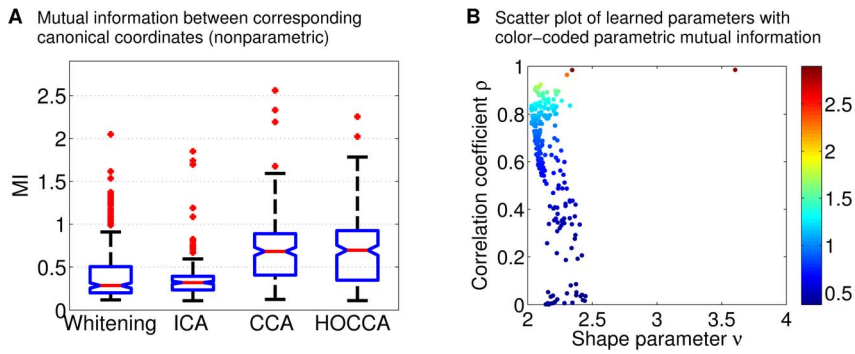 A Mutual information between corresponding
canonical coordinates (nonparametric)
MI
2.5
2
1.5
1
0.5
0
Whitening ICA CCA HOCCA
B Scatter plot of learned parameters with
color-coded parametric mutual information
Correlation coefficient ρ
1
0.8
0.6
0.4
0.2
0
2 2.5 3 3.5 4
Shape parameter ν
2.5
2
1.5
1
0.5